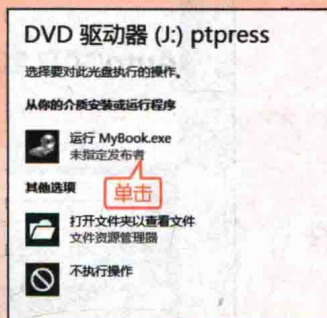 DVD 驱动器 (J:) ptpress
选择要对此光盘执行的操作。
从你的介质安装或运行程序
运行 MyBook.exe
未指定发布者
其他选项
单击
打开文件夹以查看文件
文件资源管理器
不执行操作